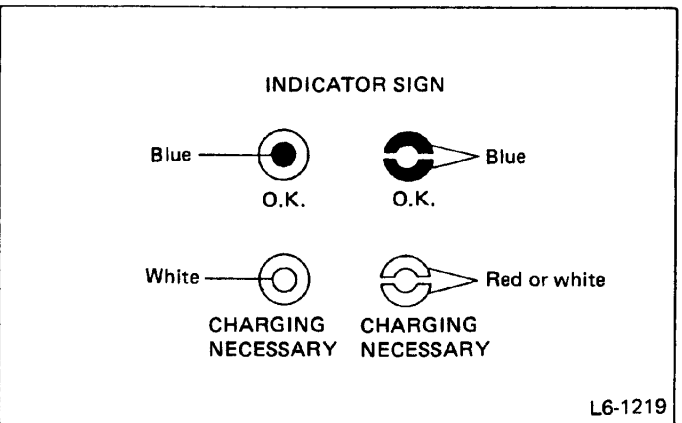 INDICATOR SIGN
Blue
Blue
O.K.
O.K.
White
Red or white
CHARGING NECESSARY
CHARGING NECESSARY
L6-1219